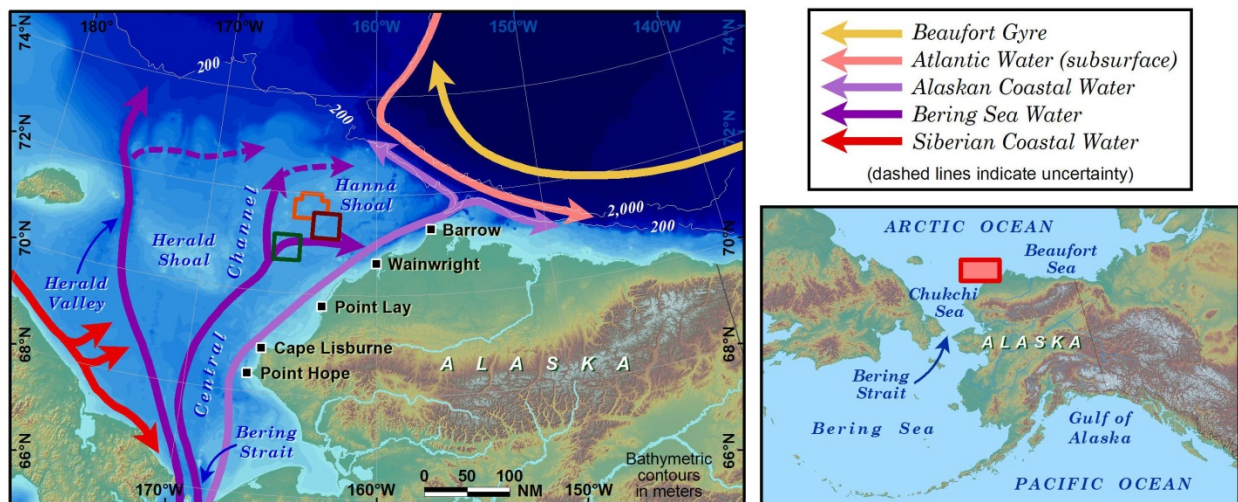 180°
170°W
160°W
150°W
140°W
74°N
74°N
200
200
72°N
72°N
2,000
200
70°N
70°N
68°N
68°N
66°N
66°N
170°W
150°W
Hanna
Shoal
Channel
Central
Herald
Shoal
Herald
Valley
Bering
Strait
Barrow
Wainwright
Point Lay
Cape Lisburne
Point Hope
ALASKA
0 50 100
NM
Bathymetric
contours
in meters
Beaufort Gyre
Atlantic Water (subsurface)
Alaskan Coastal Water
Bering Sea Water
Siberian Coastal Water
(dashed lines indicate uncertainty)
ARCTIC OCEAN
Beaufort
Sea
Chukchi
Sea
ALASKA
Bering
Strait
Bering Sea
Gulf of
Alaska
PACIFIC OCEAN